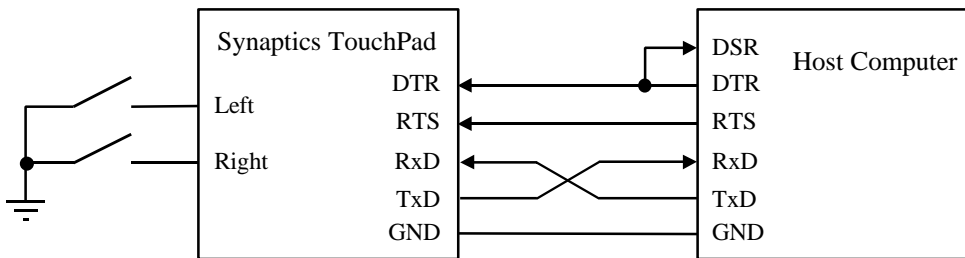 Synaptics TouchPad
Left
Right
DTR
RTS
RxD
TxD
GND
Host Computer
DSR
DTR
RTS
RxD
TxD
GND